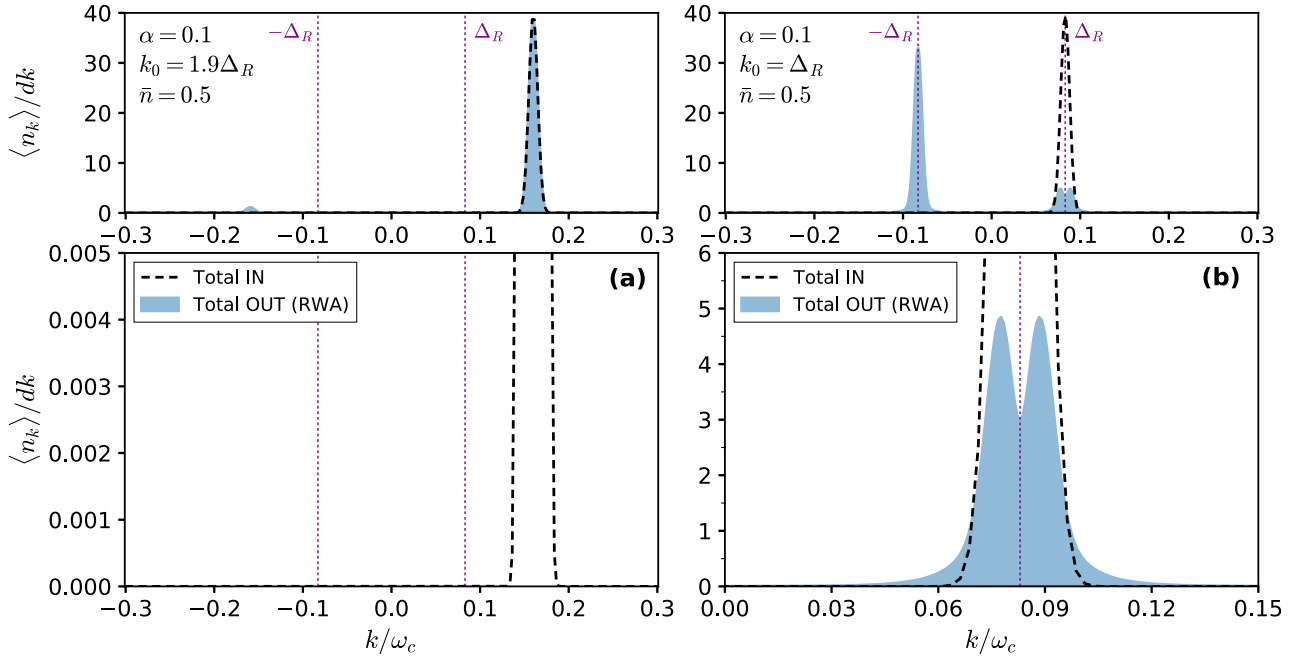 40
30
20
10
0
⟨n_k⟩/dk
α = 0.1
k_0 = 1.9Δ_R
n̄ = 0.5
−Δ_R
Δ_R
−0.3 −0.2 −0.1 0.0 0.1 0.2 0.3
40
30
20
10
0
α = 0.1
k_0 = Δ_R
n̄ = 0.5
−Δ_R
Δ_R
−0.3 −0.2 −0.1 0.0 0.1 0.2 0.3
0.005
0.004
0.003
0.002
0.001
0.000
⟨n_k⟩/dk
Total IN
Total OUT (RWA)
(a)
−0.3 −0.2 −0.1 0.0 0.1 0.2 0.3
k/ω_c
6
5
4
3
2
1
0
Total IN
Total OUT (RWA)
(b)
0.00 0.03 0.06 0.09 0.12 0.15
k/ω_c